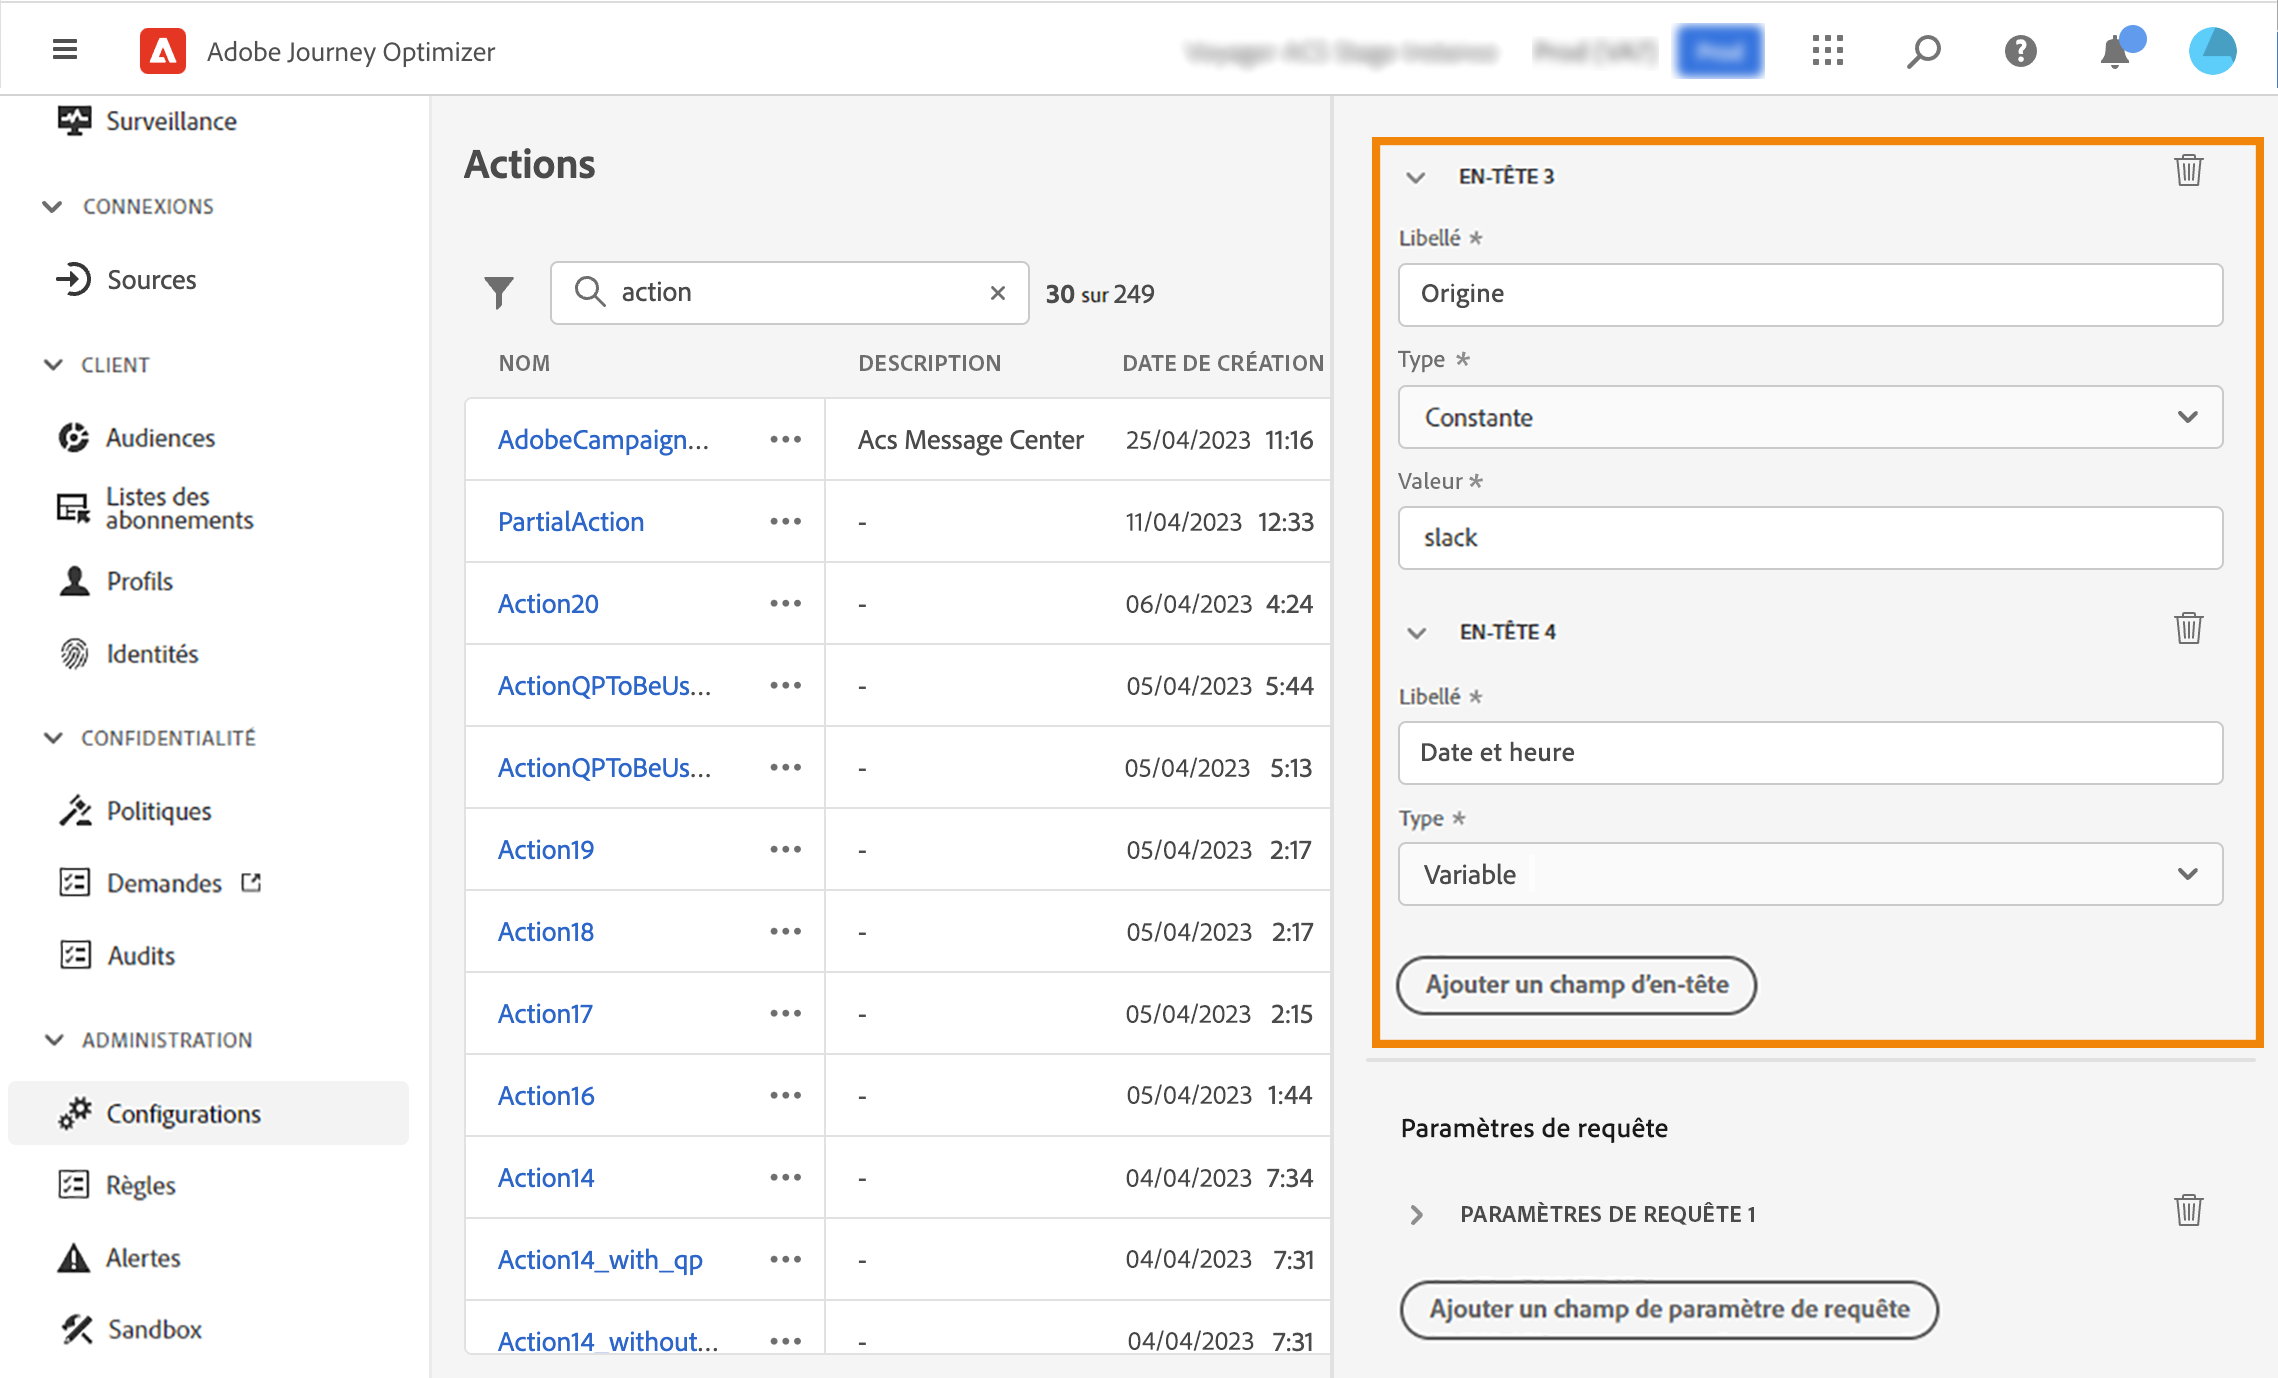 Adobe Journey Optimizer
Surveillance
CONNEXIONS
Sources
CLIENT
Audiences
Listes des
abonnements
Profils
Identités
CONFIDENTIALITÉ
Politiques
Demandes
Audits
ADMINISTRATION
Configurations
Règles
Alertes
Sandbox
Actions
action
30 sur 249
NOM DESCRIPTION DATE DE CRÉATION
AdobeCampaign... Acs Message Center 25/04/2023 11:16
PartialAction - 11/04/2023 12:33
Action20 - 06/04/2023 4:24
ActionQPToBeUs... - 05/04/2023 5:44
ActionQPToBeUs... - 05/04/2023 5:13
Action19 - 05/04/2023 2:17
Action18 - 05/04/2023 2:17
Action17 - 05/04/2023 2:15
Action16 - 05/04/2023 1:44
Action14 - 04/04/2023 7:34
Action14_with_qp - 04/04/2023 7:31
Action14_without... - 04/04/2023 7:31
EN-TÊTE 3
Libellé *
Origine
Type *
Constante
Valeur *
slack
EN-TÊTE 4
Libellé *
Date et heure
Type *
Variable
Ajouter un champ d’en-tête
Paramètres de requête
PARAMÈTRES DE REQUÊTE 1
Ajouter un champ de paramètre de requête